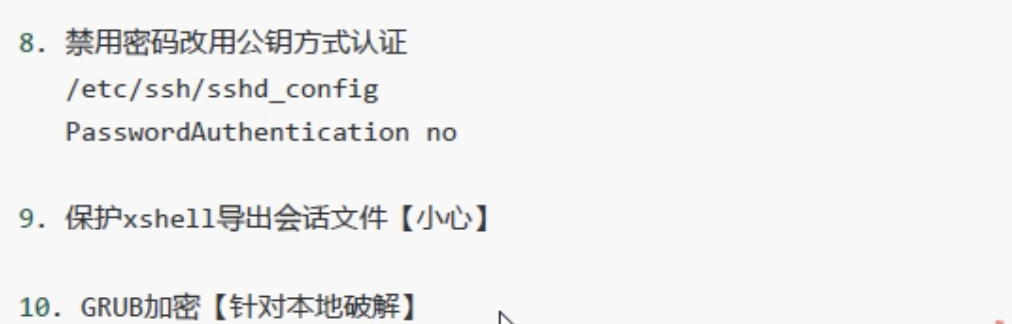 8. 禁用密码改用公钥方式认证
/etc/ssh/sshd_config
PasswordAuthentication no
9. 保护xshell导出会话文件【小心】
10. GRUB加密【针对本地破解】